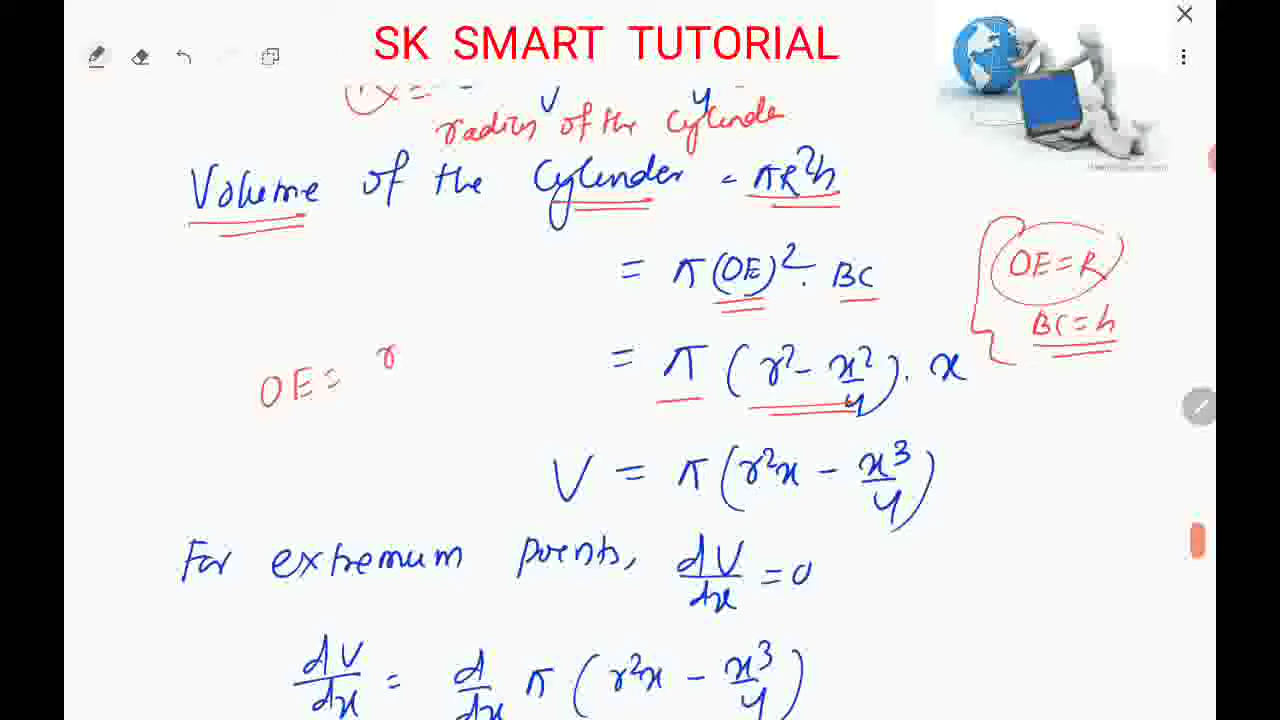 SK SMART TUTORIAL
radius of the cylinder
Volume of the cylinder = πR²h
= π(OE)². BC
OE = R
BC = h
OE = r
= π (r² - x²/4). x
V = π(r²x - x³/4)
For extremum points, dV/dx = 0
dV/dx = d/dx π (r²x - x³/4)